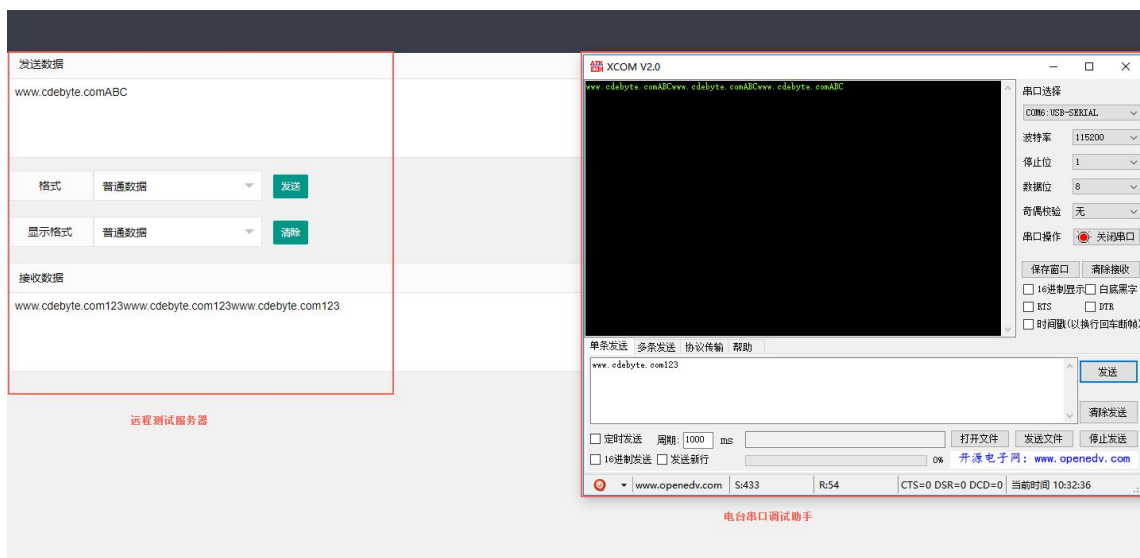 发送数据
www.cdebyte.comABC
格式 普通数据 发送
显示格式 普通数据 清除
接收数据
www.cdebyte.com123www.cdebyte.com123www.cdebyte.com123
远程测试服务器
XCOM V2.0
www.cdebyte.comABCwww.cdebyte.comABCwww.cdebyte.comABC
串口选择
COM6:USB-SERIAL
波特率 115200
停止位 1
数据位 8
奇偶校验 无
串口操作 关闭串口
保存窗口 清除接收
16进制显示 白底黑字
RTS DTR
时间戳(以换行回车断帧)
单条发送 多条发送 协议传输 帮助
www.cdebyte.com123
发送
清除发送
定时发送 周期: 1000 ms 打开文件 发送文件 停止发送
16进制发送 发送新行 0% 开源电子网: www.openedv.com
www.openedv.com S:433 R:54 CTS=0 DSR=0 DCD=0 当前时间 10:32:36
电台串口调试助手